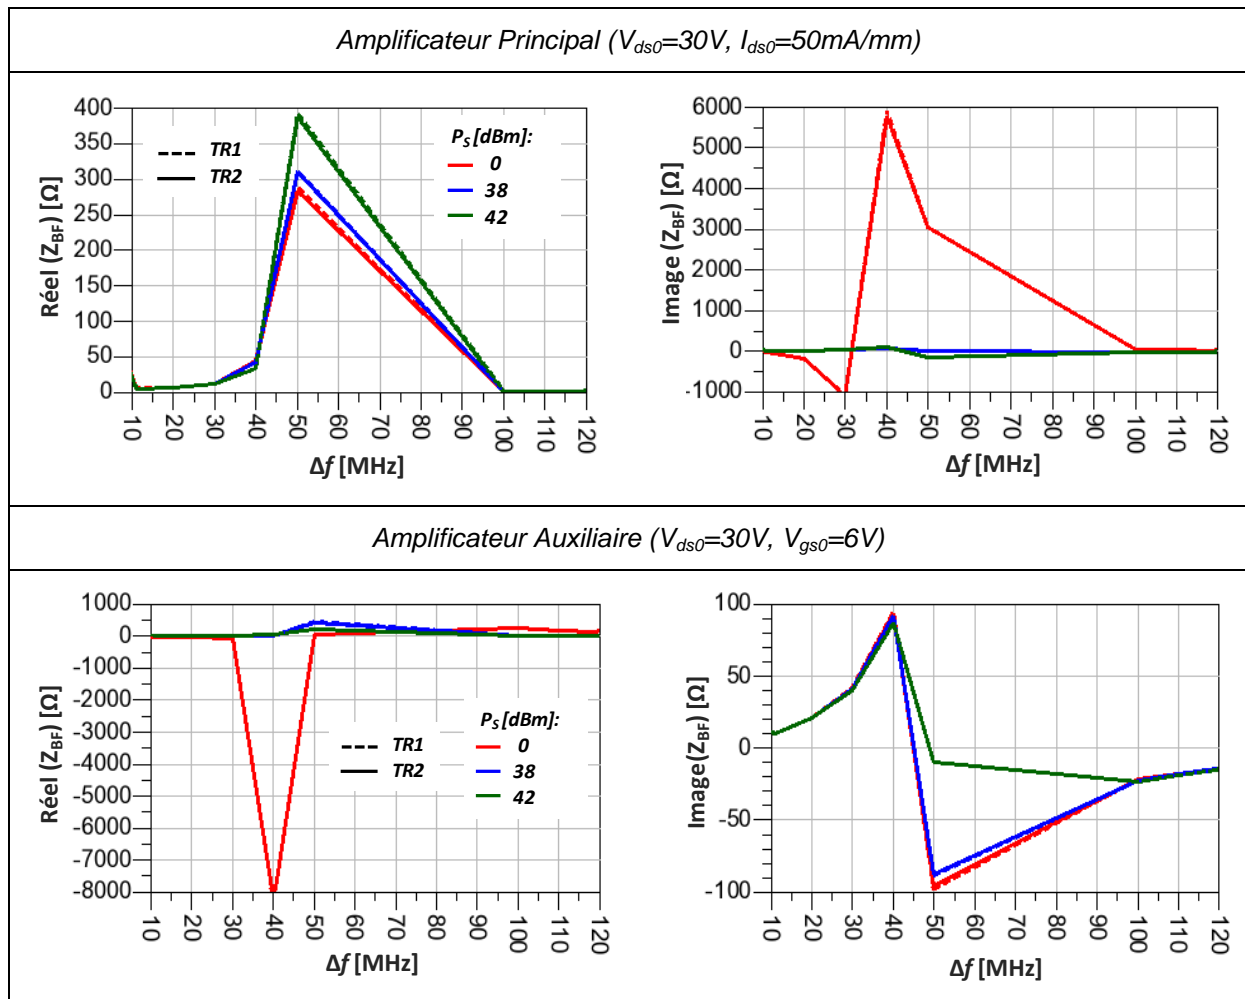 Amplificateur Principal (Vds0=30V, Ids0=50mA/mm)
Réel (ZBF) [Ω]
400
350
300
250
200
150
100
50
0
TR1
TR2
PS [dBm]:
0
38
42
10 20 30 40 50 60 70 80 90 100 110 120
Δf [MHz]
Image (ZBF) [Ω]
6000
5000
4000
3000
2000
1000
0
-1000
10 20 30 40 50 60 70 80 90 100 110 120
Δf [MHz]
Amplificateur Auxiliaire (Vds0=30V, Vgs0=6V)
Réel (ZBF) [Ω]
1000
0
-1000
-2000
-3000
-4000
-5000
-6000
-7000
-8000
TR1
TR2
PS [dBm]:
0
38
42
10 20 30 40 50 60 70 80 90 100 110 120
Δf [MHz]
Image(ZBF) [Ω]
100
50
0
-50
-100
10 20 30 40 50 60 70 80 90 100 110 120
Δf [MHz]